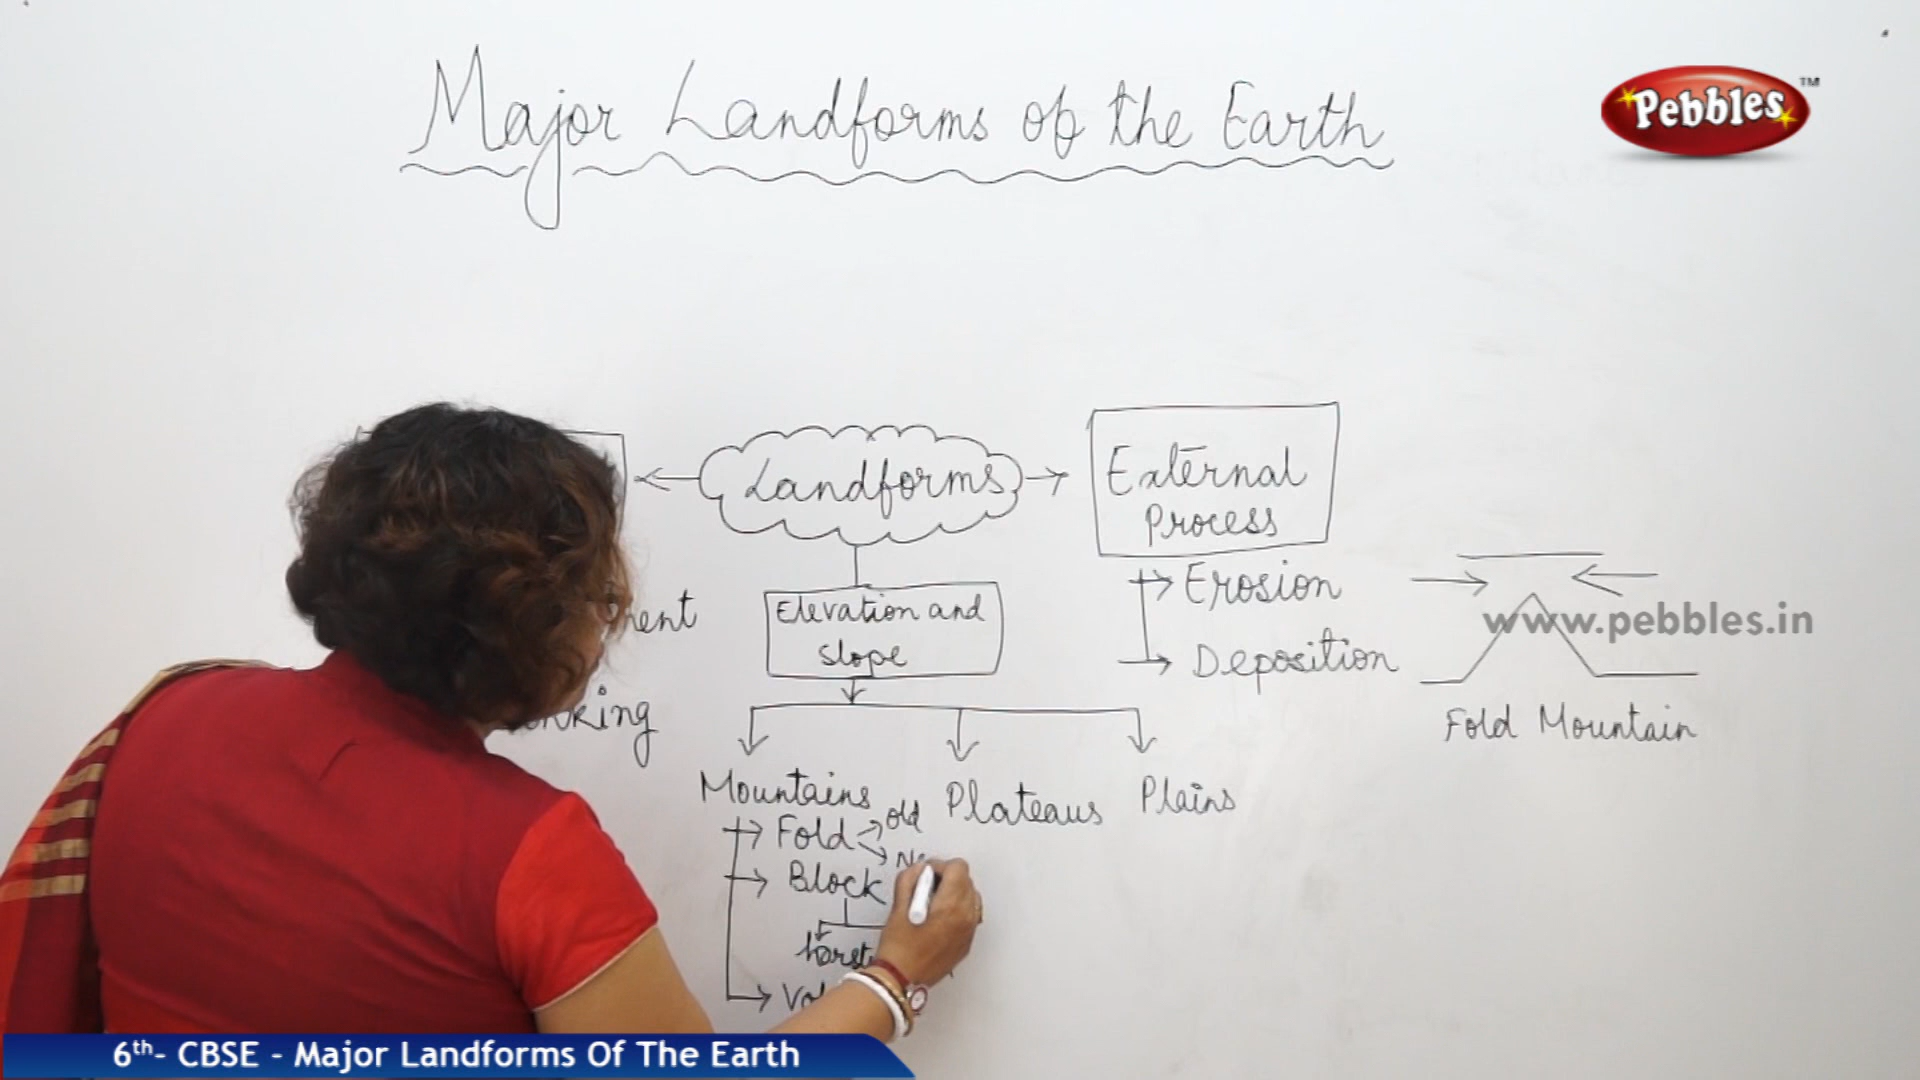 Major Landforms of the Earth
Pebbles™
Landforms
External
Process
Elevation and
slope
Erosion
Deposition
www.pebbles.in
Fold Mountain
Mountains
Plateaus
Plains
Fold
Old
Block
6th- CBSE - Major Landforms Of The Earth